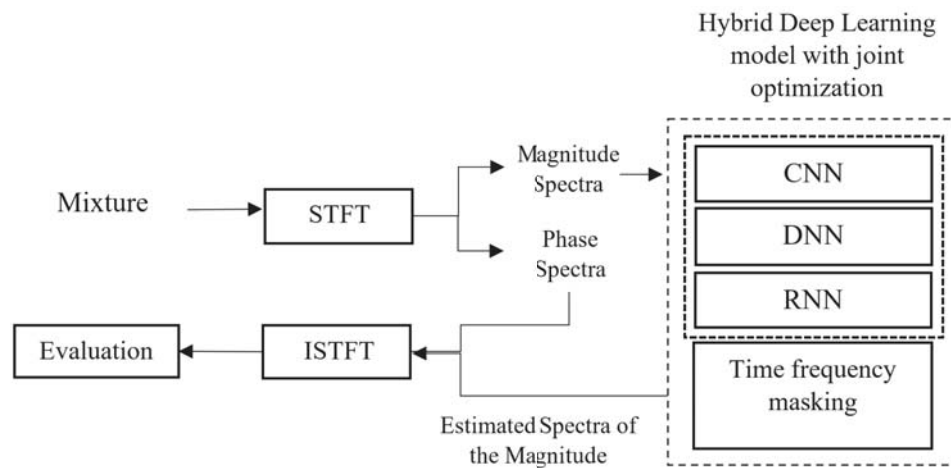 Hybrid Deep Learning
model with joint
optimization
Magnitude
Spectra
CNN
Mixture
STFT
DNN
Phase
Spectra
RNN
Evaluation
ISTFT
Time frequency
masking
Estimated Spectra of
the Magnitude